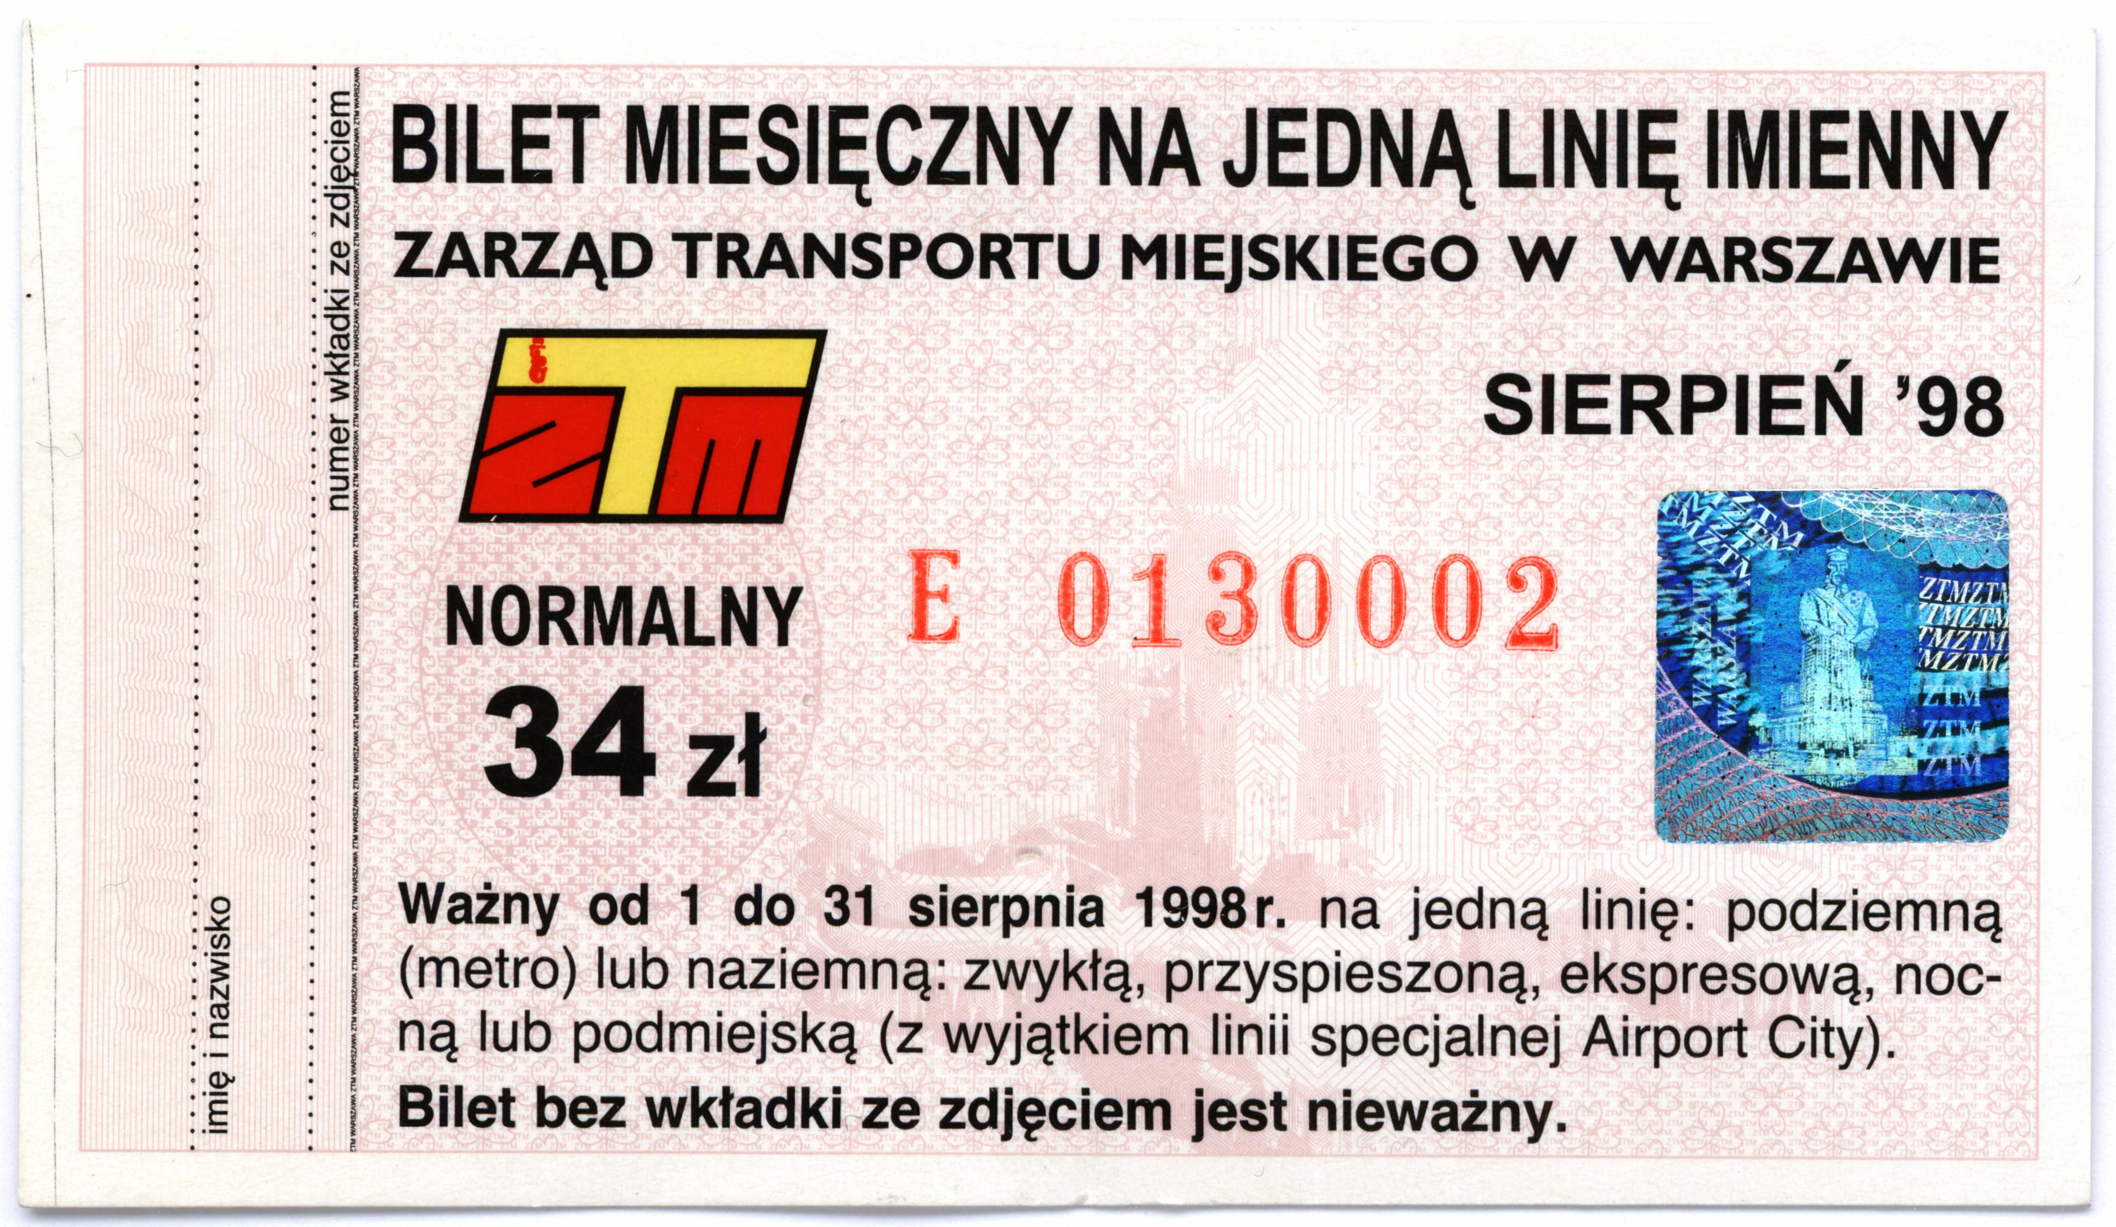 BILET MIESIĘCZNY NA JEDNĄ LINIĘ IMIENNY
ZARZĄD TRANSPORTU MIEJSKIEGO W WARSZAWIE
ZTM
SIERPIEŃ ’98
E 0130002
NORMALNY
34 zł
Ważny od 1 do 31 sierpnia 1998r. na jedną linię: podziemną
(metro) lub naziemną: zwykłą, przyspieszoną, ekspresową, noc-
ną lub podmiejską (z wyjątkiem linii specjalnej Airport City).
Bilet bez wkładki ze zdjęciem jest nieważny.
numer wkładki ze zdjęciem
imię i nazwisko
ZTM WARSZAWA